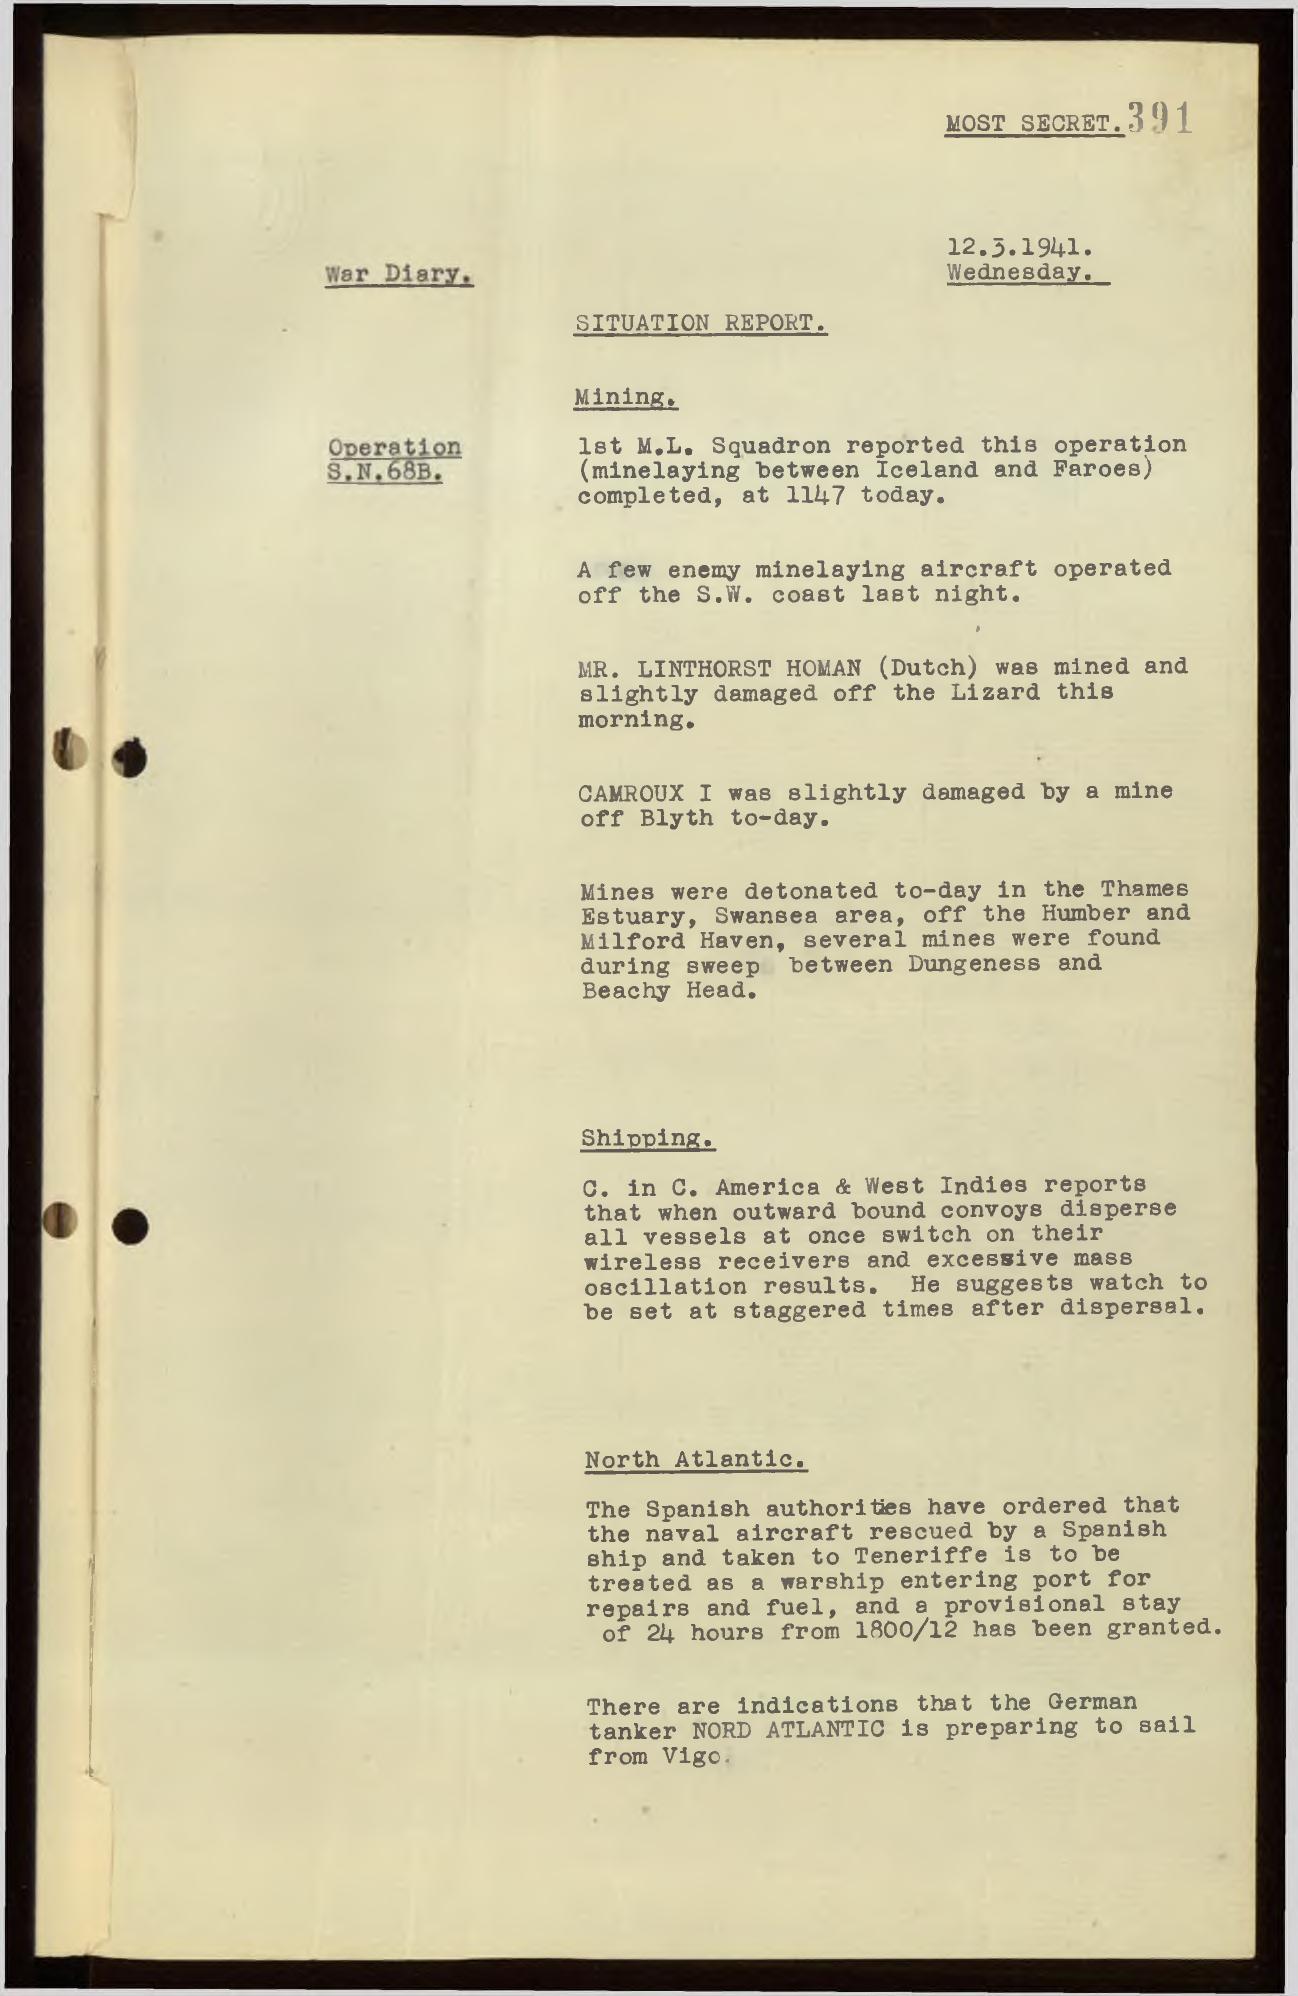 MOST SECRET. 391
12.3.1941.
Wednesday.
War Diary.
SITUATION REPORT.
Mining.
Operation
S.N.68B.
1st M.L. Squadron reported this operation
(minelaying between Iceland and Faroes)
completed, at 1147 today.
A few enemy minelaying aircraft operated
off the S.W. coast last night.
MR. LINTHORST HOMAN (Dutch) was mined and
slightly damaged off the Lizard this
morning.
CAMROUX I was slightly damaged by a mine
off Blyth to-day.
Mines were detonated to-day in the Thames
Estuary, Swansea area, off the Humber and
Milford Haven, several mines were found
during sweep between Dungeness and
Beachy Head.
Shipping.
C. in C. America & West Indies reports
that when outward bound convoys disperse
all vessels at once switch on their
wireless receivers and excessive mass
oscillation results. He suggests watch to
be set at staggered times after dispersal.
North Atlantic.
The Spanish authorities have ordered that
the naval aircraft rescued by a Spanish
ship and taken to Teneriffe is to be
treated as a warship entering port for
repairs and fuel, and a provisional stay
of 24 hours from 1800/12 has been granted.
There are indications that the German
tanker NORD ATLANTIC is preparing to sail
from Vigo.